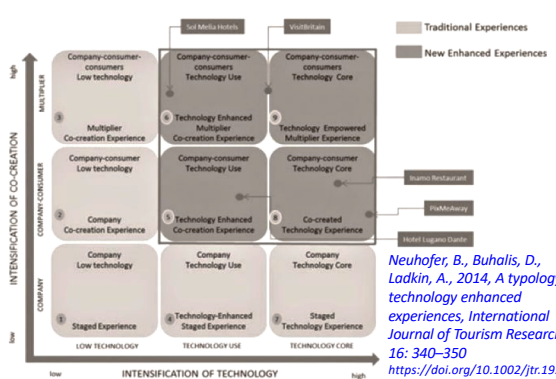 Sol Melia Hotels
VisitBritain
Traditional Experiences
New Enhanced Experiences
INTENSIFICATION OF CO-CREATION
high
low
MULTIPLIER
COMPANY-CONSUMER
COMPANY
Company-consumer-
consumers
Low technology
3
Multiplier
Co-creation Experience
Company-consumer-
consumers
Technology Use
6
Technology Enhanced
Multiplier
Co-creation Experience
Company-consumer-
consumers
Technology Core
9
Technology Empowered
Multiplier Experience
Company-consumer
Low technology
2
Company
Co-creation Experience
Company-consumer
Technology Use
5
Technology Enhanced
Co-creation Experience
Company-consumer
Technology Core
8
Co-created
Technology Experience
Inamo Restaurant
PixMeAway
Hotel Lugano Dante
Company
Low technology
1
Staged Experience
Company
Technology Use
4
Technology-Enhanced
Staged Experience
Company
Technology Core
7
Staged
Technology Experience
LOW TECHNOLOGY
TECHNOLOGY USE
TECHNOLOGY CORE
low
INTENSIFICATION OF TECHNOLOGY
high
Neuhofer, B., Buhalis, D.,
Ladkin, A., 2014, A typology
technology enhanced
experiences, International
Journal of Tourism Research
16: 340–350
https://doi.org/10.1002/jtr.19